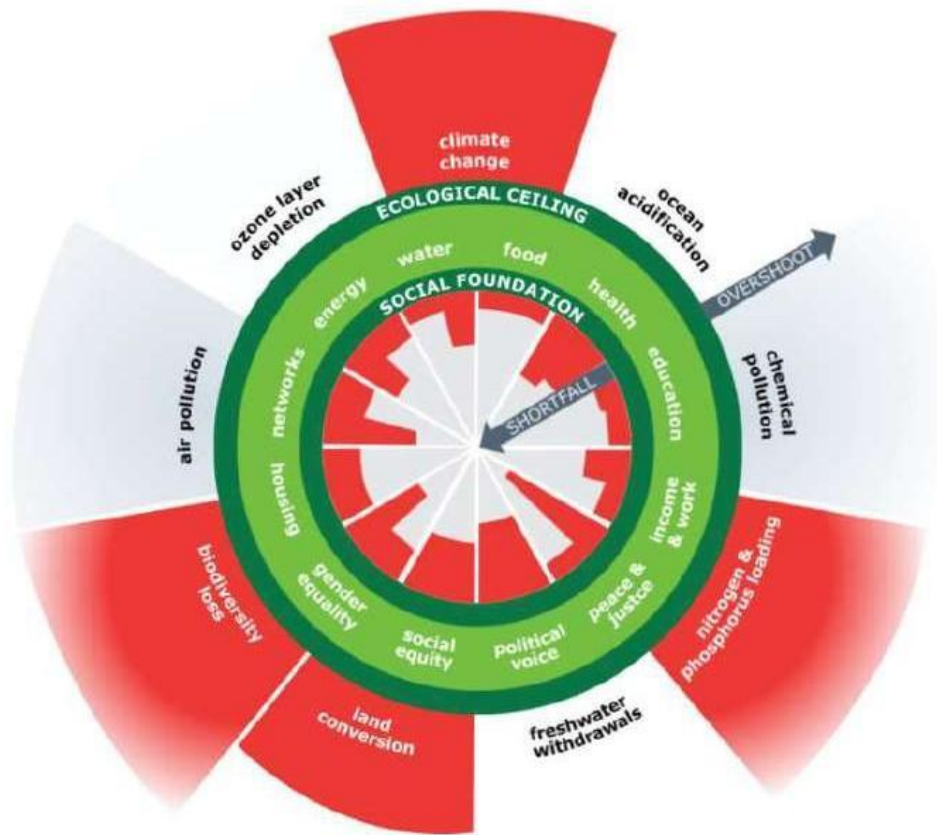 climate
change
ozone layer
depletion
ECOLOGICAL CEILING
ocean
acidification
water
food
energy
SOCIAL FOUNDATION
health
OVERSHOOT
networks
SHORTFALL
education
air pollution
chemical
pollution
housing
income
& work
biodiversity
loss
gender
equality
peace &
justce
nitrogen &
phosphorus loading
social
equity
political
voice
land
conversion
freshwater
withdrawals